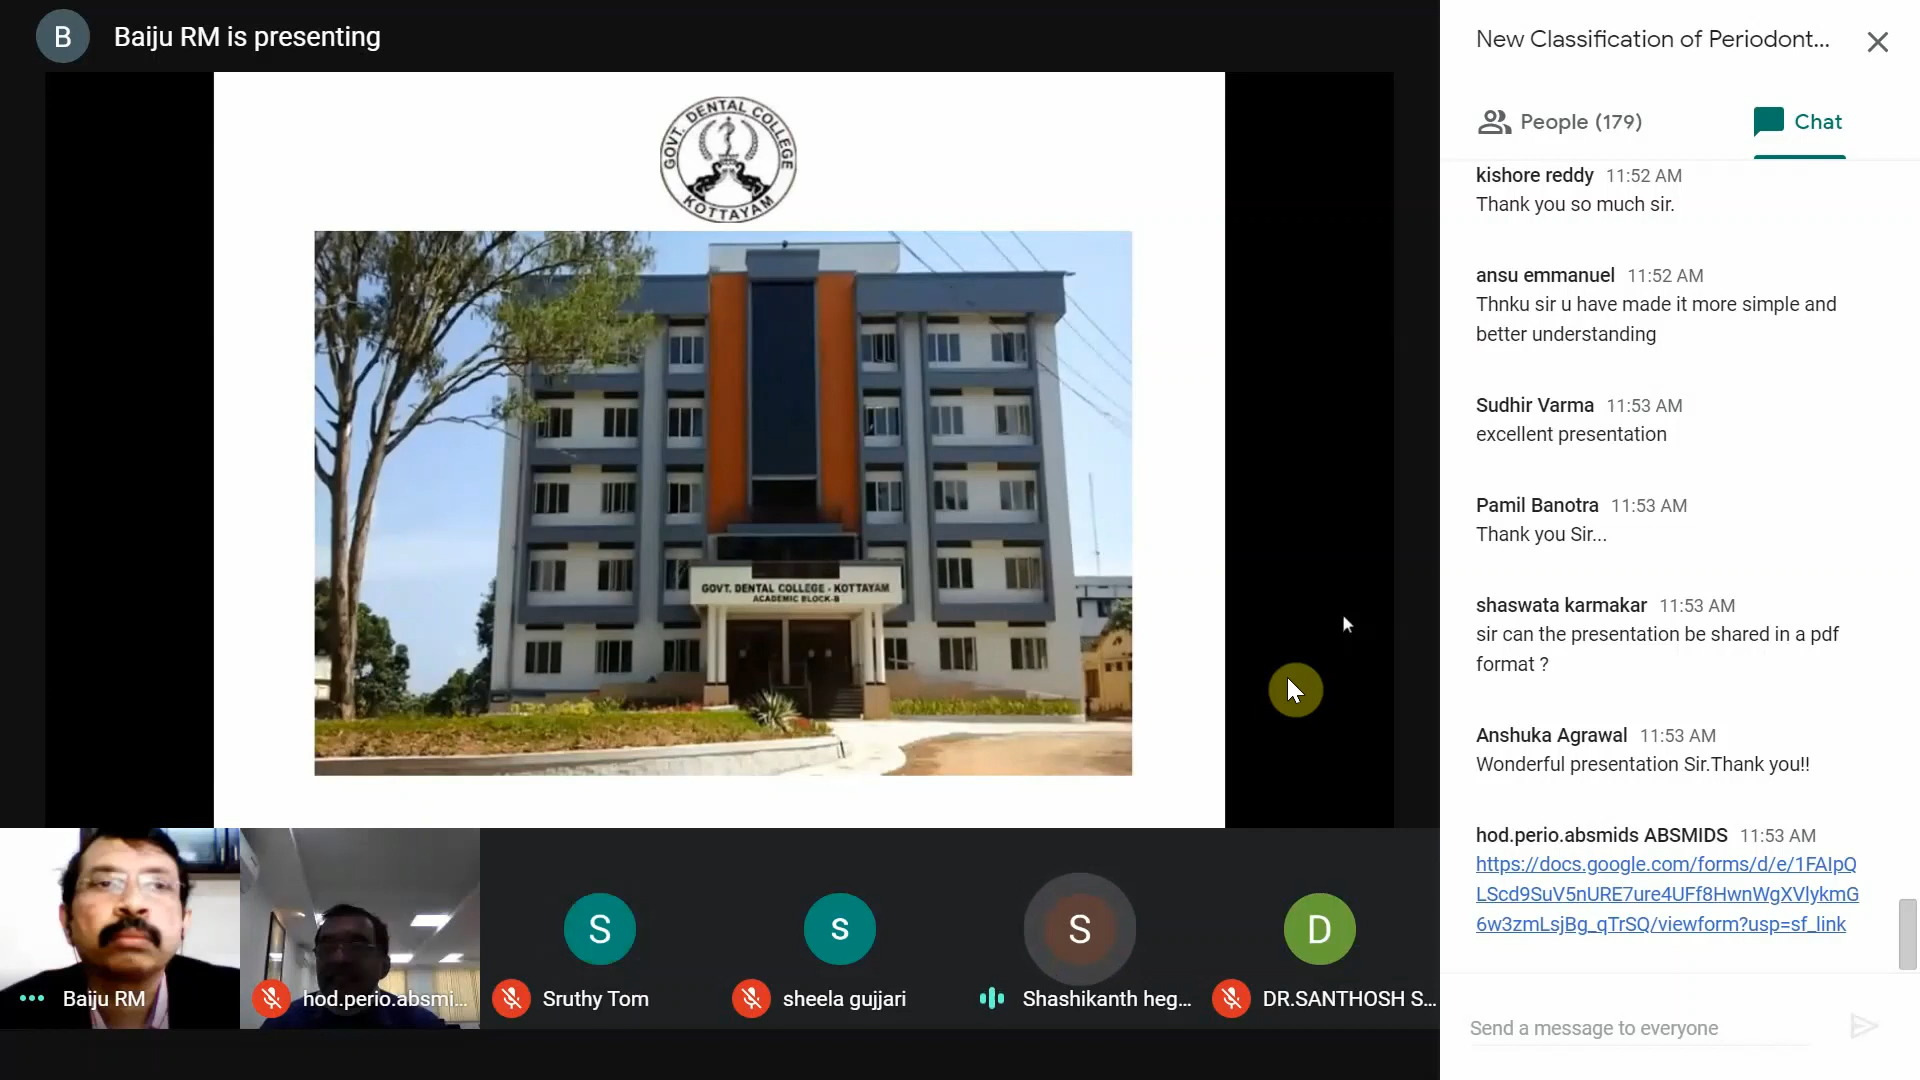 B
Baiju RM is presenting
GOVT. DENTAL COLLEGE
KOTTAYAM
GOVT. DENTAL COLLEGE - KOTTAYAM
ACADEMIC BLOCK-B
Baiju RM
hod.perio.absmi...
S
Sruthy Tom
s
sheela gujjari
S
Shashikanth heg...
D
DR.SANTHOSH S...
New Classification of Periodont...
People (179)
Chat
kishore reddy 11:52 AM
Thank you so much sir.
ansu emmanuel 11:52 AM
Thnku sir u have made it more simple and
better understanding
Sudhir Varma 11:53 AM
excellent presentation
Pamil Banotra 11:53 AM
Thank you Sir...
shaswata karmakar 11:53 AM
sir can the presentation be shared in a pdf
format ?
Anshuka Agrawal 11:53 AM
Wonderful presentation Sir.Thank you!!
hod.perio.absmids ABSMIDS 11:53 AM
https://docs.google.com/forms/d/e/1FAIpQ
LScd9SuV5nURE7ure4UFf8HwnWgXVlykmG
6w3zmLsjBg_qTrSQ/viewform?usp=sf_link
Send a message to everyone